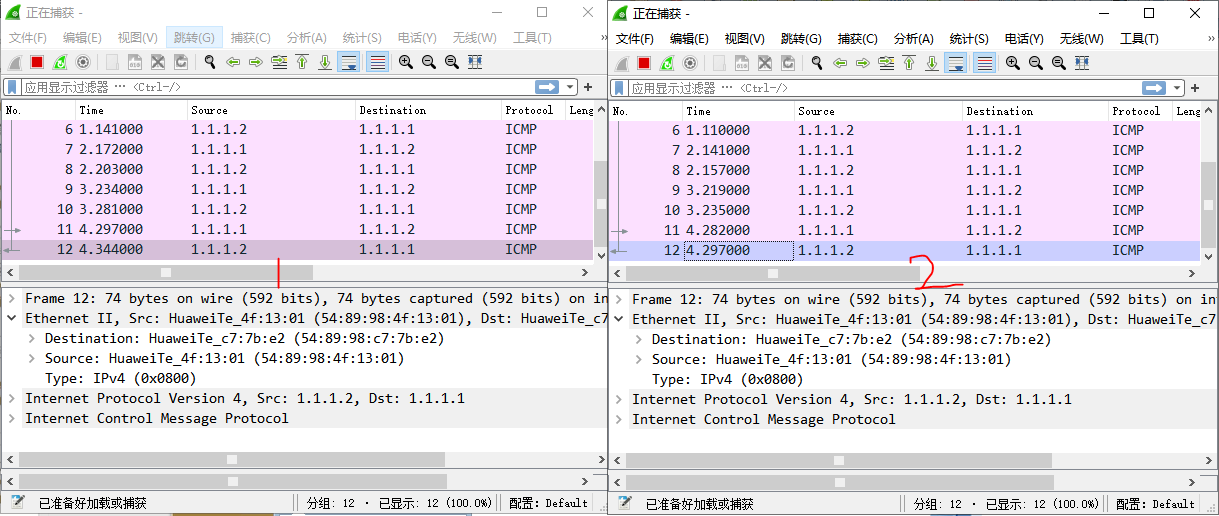 正在捕获 -
文件(F) 编辑(E) 视图(V) 跳转(G) 捕获(C) 分析(A) 统计(S) 电话(Y) 无线(W) 工具(T) »
应用显示过滤器 … <Ctrl-/> +
No. Time Source Destination Protocol Leng
6 1.141000 1.1.1.2 1.1.1.1 ICMP
7 2.172000 1.1.1.1 1.1.1.2 ICMP
8 2.203000 1.1.1.2 1.1.1.1 ICMP
9 3.234000 1.1.1.1 1.1.1.2 ICMP
10 3.281000 1.1.1.2 1.1.1.1 ICMP
11 4.297000 1.1.1.1 1.1.1.2 ICMP
12 4.344000 1.1.1.2 1.1.1.1 ICMP
1
Frame 12: 74 bytes on wire (592 bits), 74 bytes captured (592 bits) on in
Ethernet II, Src: HuaweiTe_4f:13:01 (54:89:98:4f:13:01), Dst: HuaweiTe_c7
Destination: HuaweiTe_c7:7b:e2 (54:89:98:c7:7b:e2)
Source: HuaweiTe_4f:13:01 (54:89:98:4f:13:01)
Type: IPv4 (0x0800)
Internet Protocol Version 4, Src: 1.1.1.2, Dst: 1.1.1.1
Internet Control Message Protocol
已准备好加载或捕获 分组: 12 · 已显示: 12 (100.0%) 配置: Default
正在捕获 -
文件(F) 编辑(E) 视图(V) 跳转(G) 捕获(C) 分析(A) 统计(S) 电话(Y) 无线(W) 工具(T) »
应用显示过滤器 … <Ctrl-/> +
No. Time Source Destination Protocol Leng
6 1.110000 1.1.1.2 1.1.1.1 ICMP
7 2.141000 1.1.1.1 1.1.1.2 ICMP
8 2.157000 1.1.1.2 1.1.1.1 ICMP
9 3.219000 1.1.1.1 1.1.1.2 ICMP
10 3.235000 1.1.1.2 1.1.1.1 ICMP
11 4.282000 1.1.1.1 1.1.1.2 ICMP
12 4.297000 1.1.1.2 1.1.1.1 ICMP
2
Frame 12: 74 bytes on wire (592 bits), 74 bytes captured (592 bits) on in
Ethernet II, Src: HuaweiTe_4f:13:01 (54:89:98:4f:13:01), Dst: HuaweiTe_c7
Destination: HuaweiTe_c7:7b:e2 (54:89:98:c7:7b:e2)
Source: HuaweiTe_4f:13:01 (54:89:98:4f:13:01)
Type: IPv4 (0x0800)
Internet Protocol Version 4, Src: 1.1.1.2, Dst: 1.1.1.1
Internet Control Message Protocol
已准备好加载或捕获 分组: 12 · 已显示: 12 (100.0%) 配置: Default